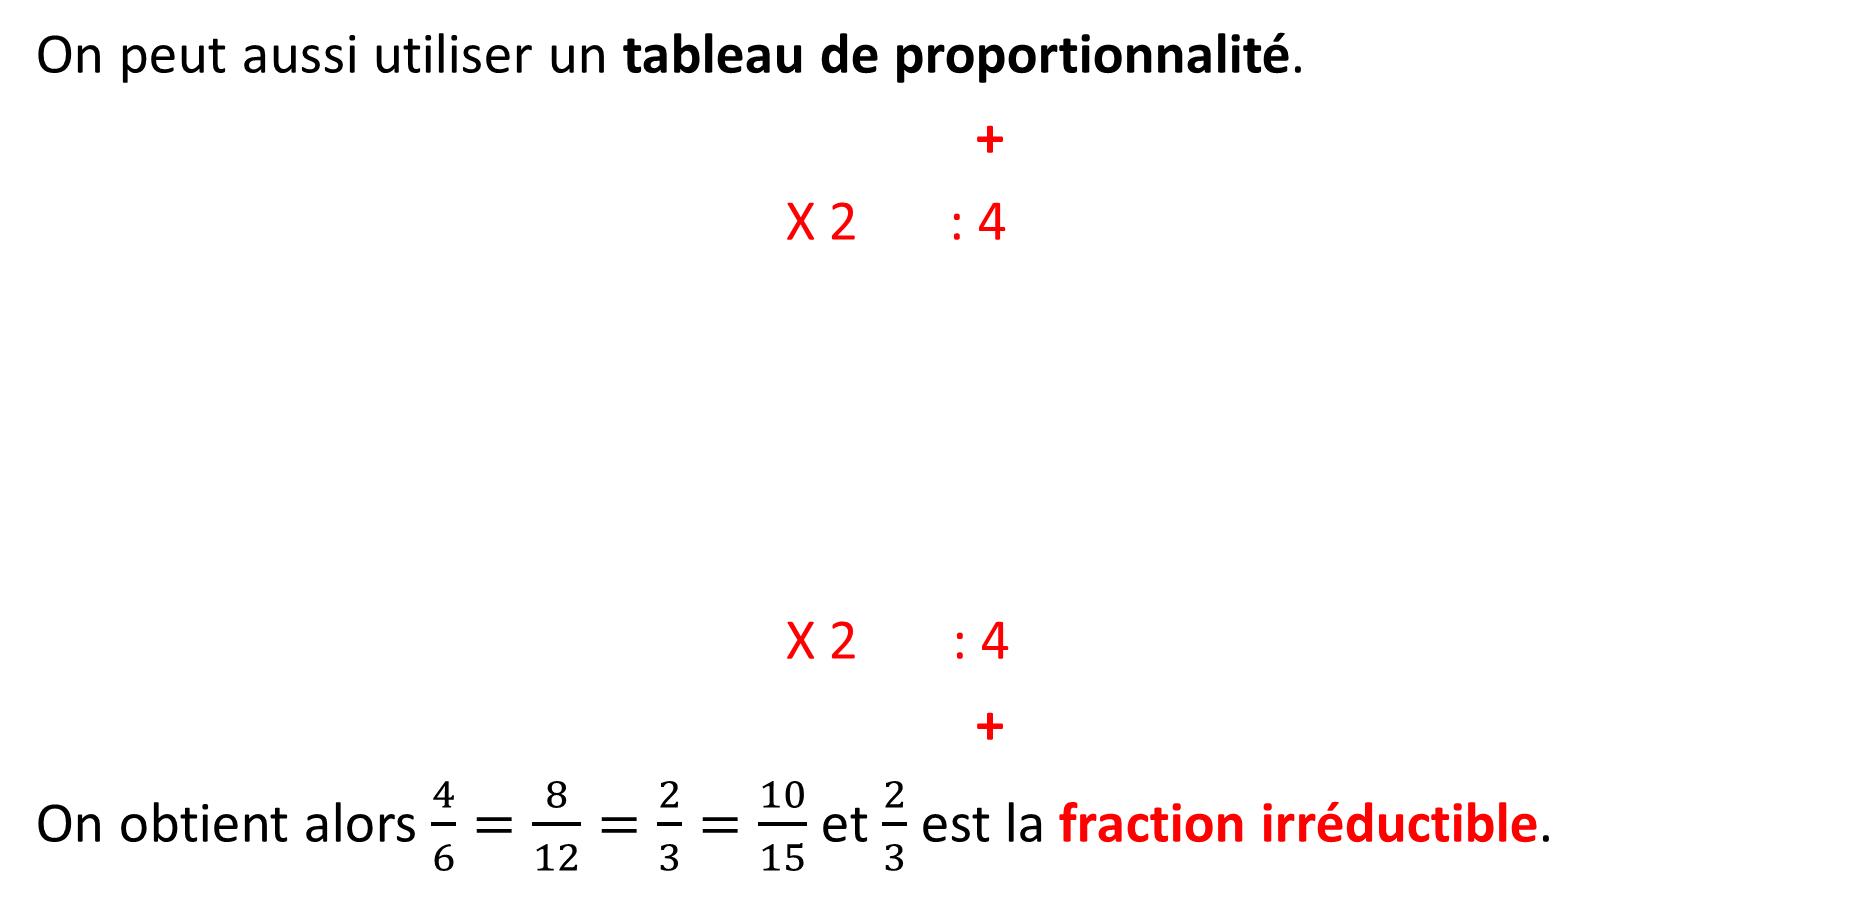 On peut aussi utiliser un tableau de proportionnalité.
+
X 2 : 4
X 2 : 4
+
On obtient alors 4/6 = 8/12 = 2/3 = 10/15 et 2/3 est la fraction irréductible.